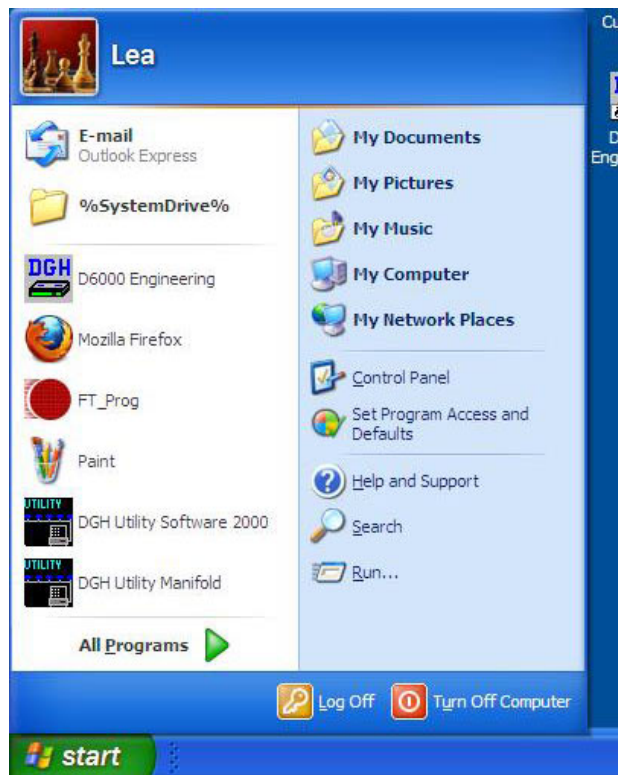 Lea
E-mail
Outlook Express
%SystemDrive%
DGH
D6000 Engineering
Mozilla Firefox
FT_Prog
Paint
UTILITY
DGH Utility Software 2000
UTILITY
DGH Utility Manifold
All Programs
My Documents
My Pictures
My Music
My Computer
My Network Places
Control Panel
Set Program Access and
Defaults
Help and Support
Search
Run...
Log Off
Turn Off Computer
start
Cu
D
Eng